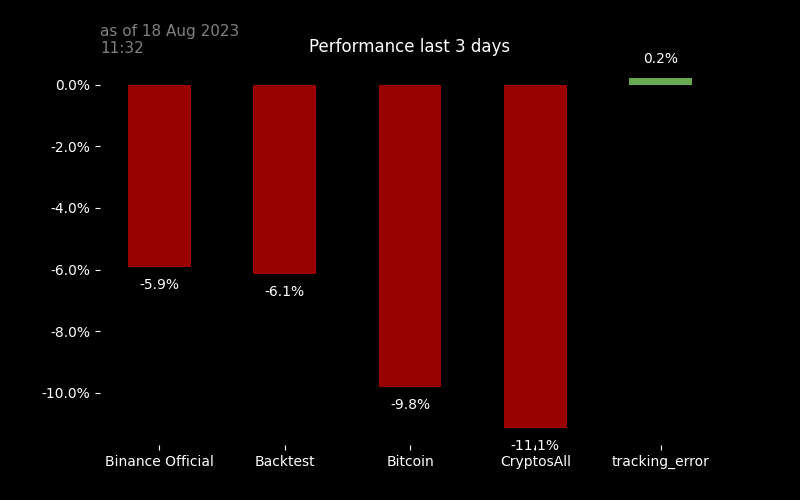 as of 18 Aug 2023
11:32
Performance last 3 days
0.2%
0.0%
-2.0%
-4.0%
-6.0%
-8.0%
-10.0%
-5.9%
-6.1%
-9.8%
-11.1%
Binance Official
Backtest
Bitcoin
CryptosAll
tracking_error